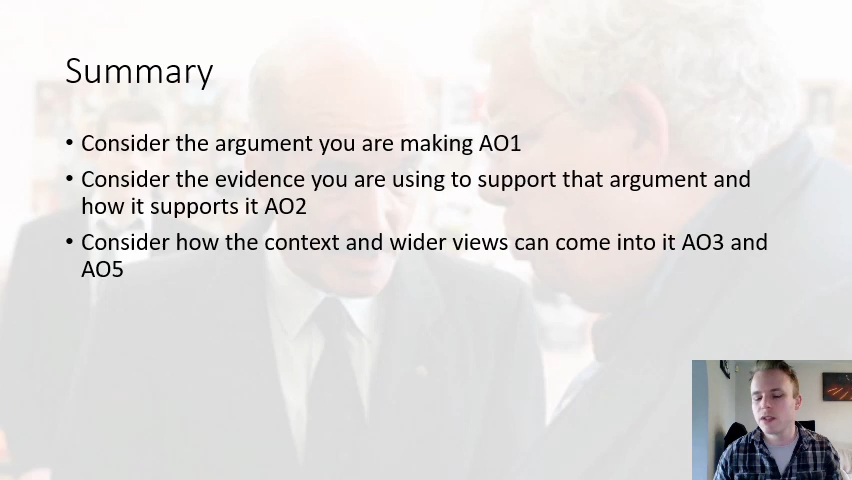 Summary
• Consider the argument you are making AO1
• Consider the evidence you are using to support that argument and
how it supports it AO2
• Consider how the context and wider views can come into it AO3 and
AO5